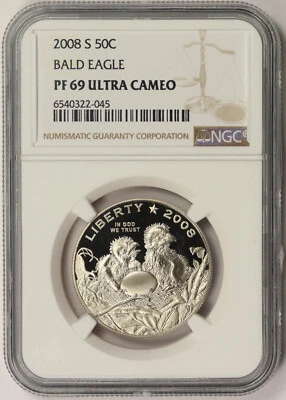 2008 S 50C
BALD EAGLE
PF 69 ULTRA CAMEO
6540322-045
NUMISMATIC GUARANTY CORPORATION
NGC
LIBERTY ★ 2008
IN GOD
WE TRUST